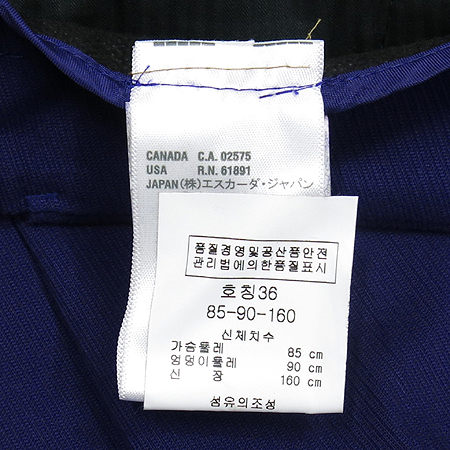 CANADA C.A. 02575
USA R.N. 61891
JAPAN (株)エスカーダ・ジャパン
품질경영및공산품안전
관리법에의한품질표시
호칭36
85-90-160
신체치수
가슴둘레 85 cm
엉덩이둘레 90 cm
신 장 160 cm
섬유의조성